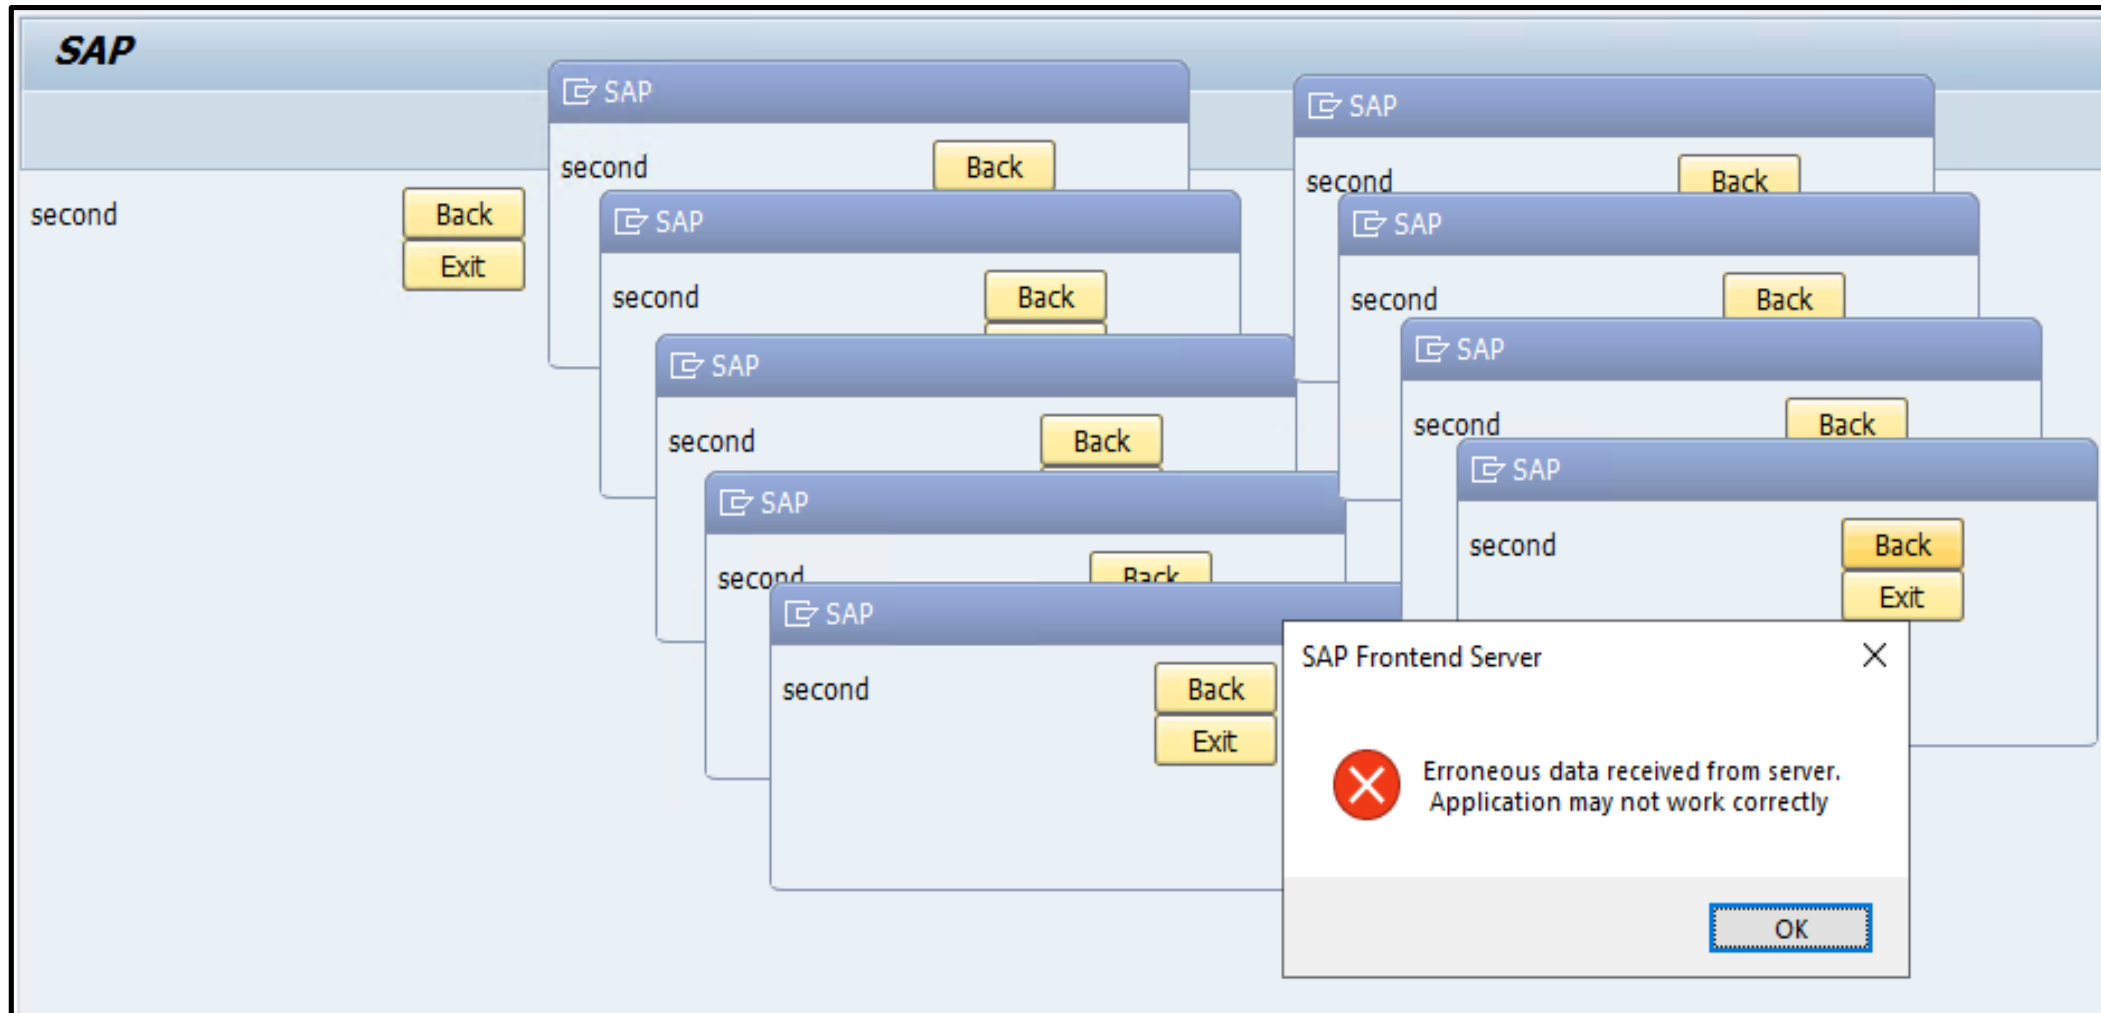 SAP
second Back
Exit
SAP
second Back
SAP
second Back
SAP
second Back
SAP
second Back
SAP
second Back
Exit
SAP
second Back
SAP
second Back
SAP
second Back
SAP
second Back
Exit
SAP Frontend Server
Erroneous data received from server.
Application may not work correctly
OK